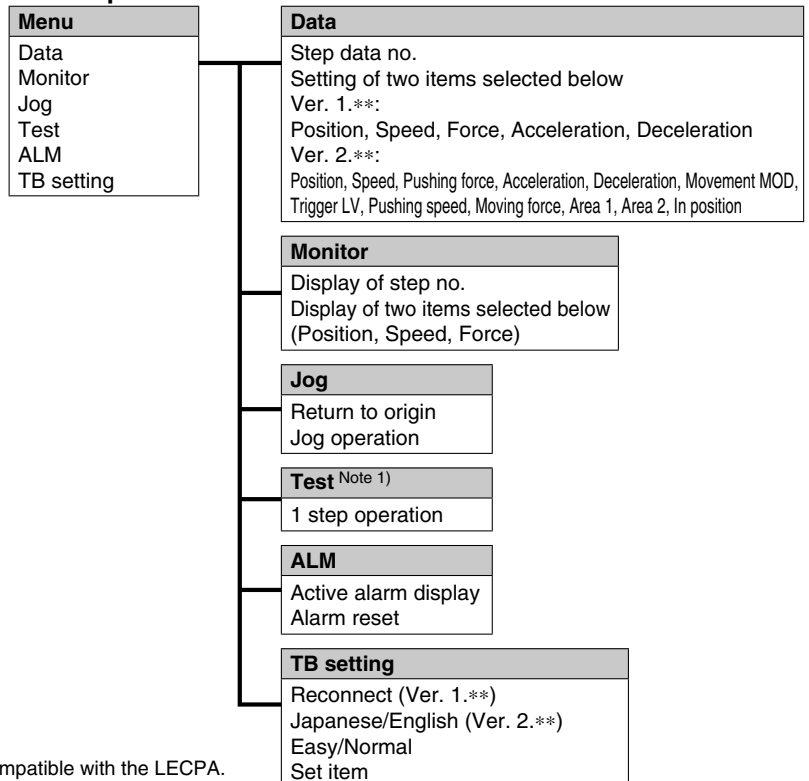 Menu
Data
Monitor
Jog
Test
ALM
TB setting
Data
Step data no.
Setting of two items selected below
Ver. 1.**:
Position, Speed, Force, Acceleration, Deceleration
Ver. 2.**:
Position, Speed, Pushing force, Acceleration, Deceleration, Movement MOD,
Trigger LV, Pushing speed, Moving force, Area 1, Area 2, In position
Monitor
Display of step no.
Display of two items selected below
(Position, Speed, Force)
Jog
Return to origin
Jog operation
Test Note 1)
1 step operation
ALM
Active alarm display
Alarm reset
TB setting
Reconnect (Ver. 1.**)
Japanese/English (Ver. 2.**)
Easy/Normal
Set item
with the LECPA.